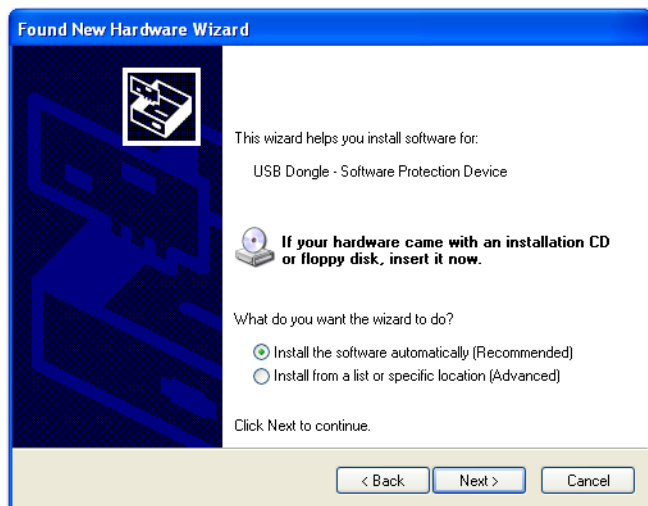 Found New Hardware Wizard
This wizard helps you install software for:
USB Dongle - Software Protection Device
If your hardware came with an installation CD
or floppy disk, insert it now.
What do you want the wizard to do?
Install the software automatically (Recommended)
Install from a list or specific location (Advanced)
Click Next to continue.
< Back Next > Cancel